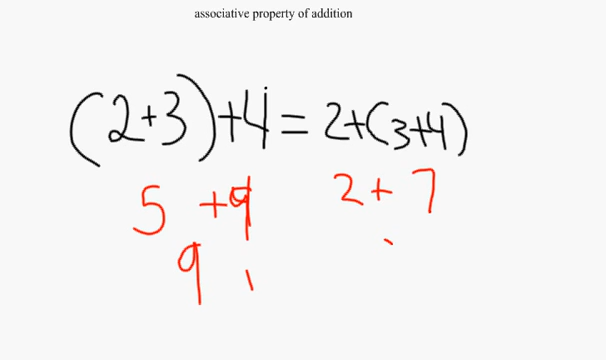 associative property of addition
(2+3)+4=2+(3+4)
5 +4 2+7
9